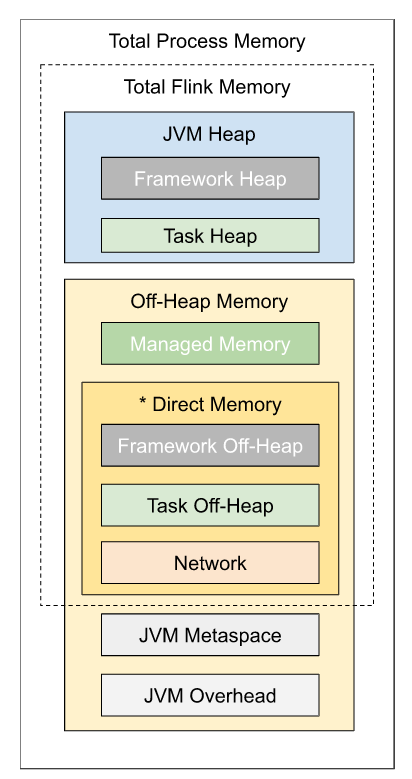 Total Process Memory
Total Flink Memory
JVM Heap
Framework Heap
Task Heap
Off-Heap Memory
Managed Memory
* Direct Memory
Framework Off-Heap
Task Off-Heap
Network
JVM Metaspace
JVM Overhead